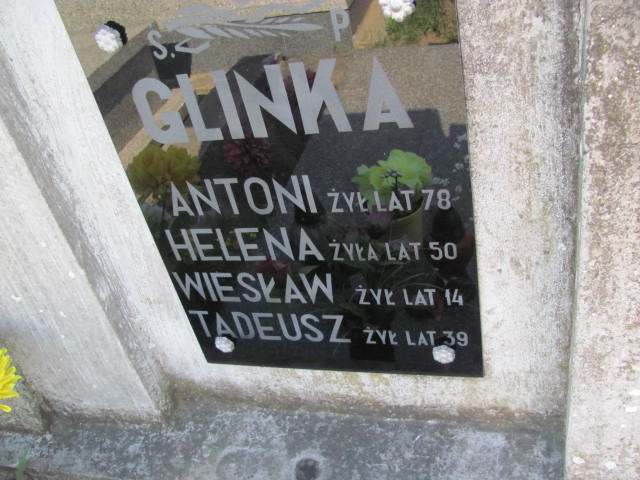 S. P
GLINKA
ANTONI ŻYŁ LAT 78
HELENA ŻYŁA LAT 50
WIESŁAW ŻYŁ LAT 14
TADEUSZ ŻYŁ LAT 39